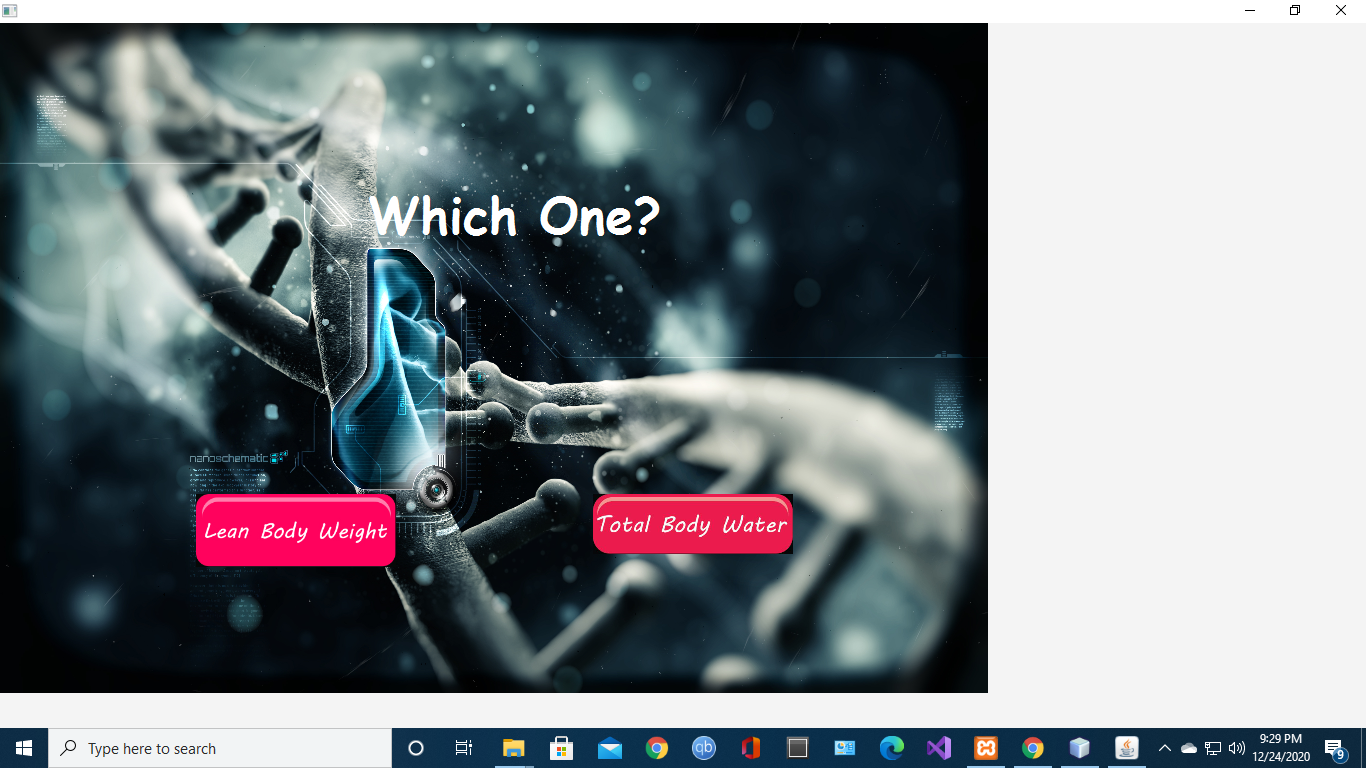 Which One?
nanoschematic
Lean Body Weight
Total Body Water
Type here to search
qb
9:29 PM
12/24/2020
9